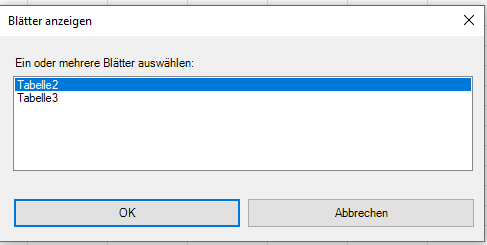 Blätter anzeigen
Ein oder mehrere Blätter auswählen:
Tabelle2
Tabelle3
OK
Abbrechen